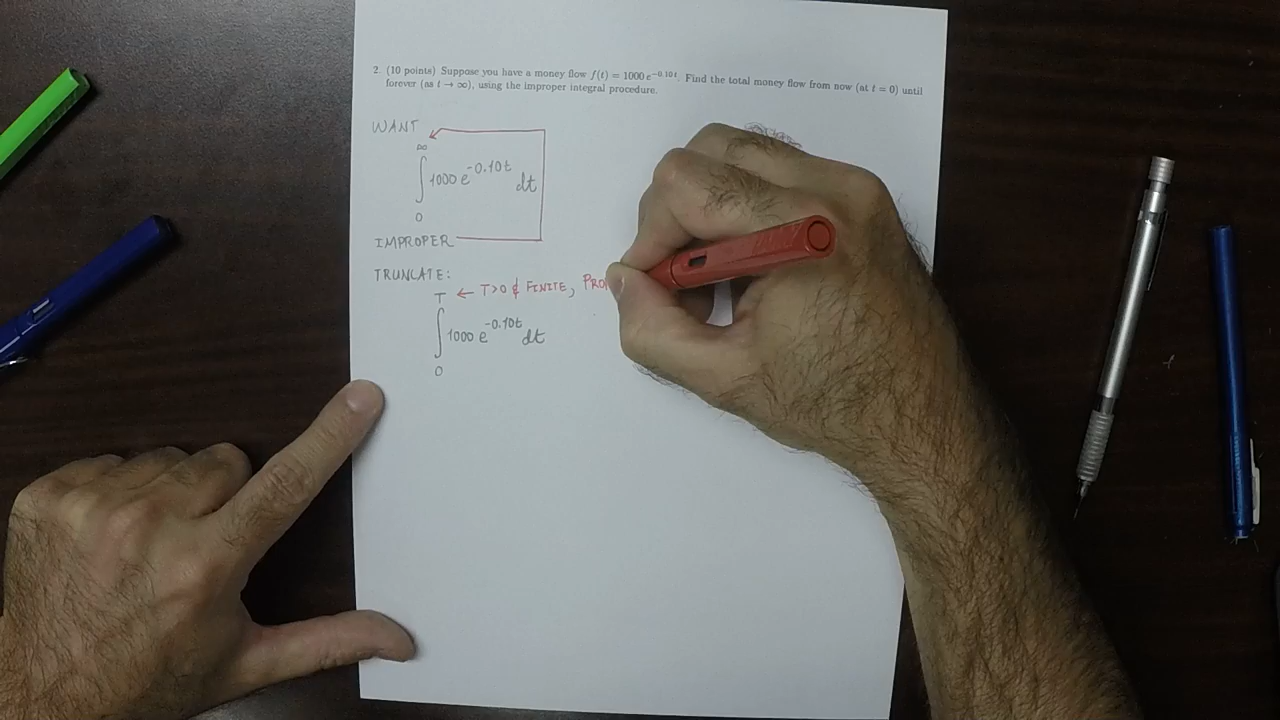 2. (10 points) Suppose you have a money flow f(t) = 1000 e^{-0.10t}. Find the total money flow from now (at t = 0) until
forever (as t → ∞), using the improper integral procedure.
WANT
∞
∫ 1000 e^{-0.10t} dt
0
IMPROPER
TRUNCATE:
T ← T>0 & FINITE, PRO
∫ 1000 e^{-0.10t} dt
0